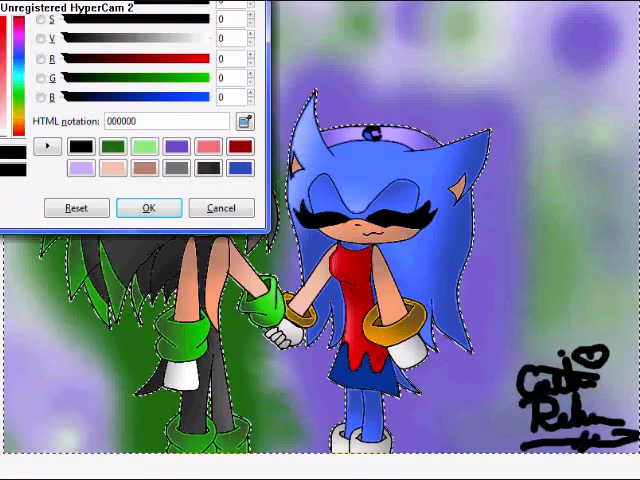 Unregistered HyperCam 2
S 0
V 0
R 0
G 0
B 0
HTML notation: 000000
Reset OK Cancel